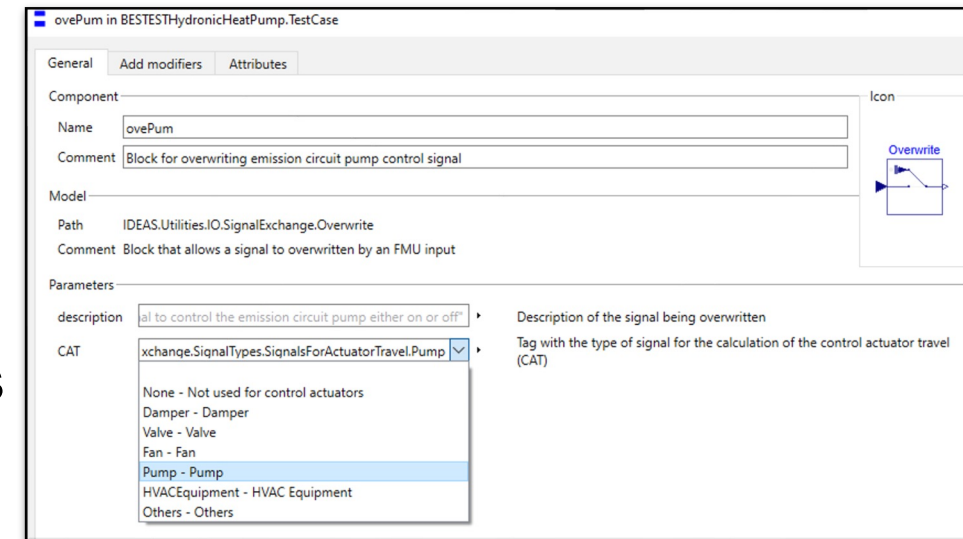 ovePum in BESTESTHydronicHeatPump.TestCase
General Add modifiers Attributes
Component
Icon
Name ovePum
Comment Block for overwriting emission circuit pump control signal
Overwrite
Model
Path IDEAS.Utilities.IO.SignalExchange.Overwrite
Comment Block that allows a signal to overwritten by an FMU input
Parameters
description al to control the emission circuit pump either on or off" Description of the signal being overwritten
CAT xchange.SignalTypes.SignalsForActuatorTravel.Pump Tag with the type of signal for the calculation of the control actuator travel
(CAT)
None - Not used for control actuators
Damper - Damper
Valve - Valve
Fan - Fan
Pump - Pump
HVACEquipment - HVAC Equipment
Others - Others
s